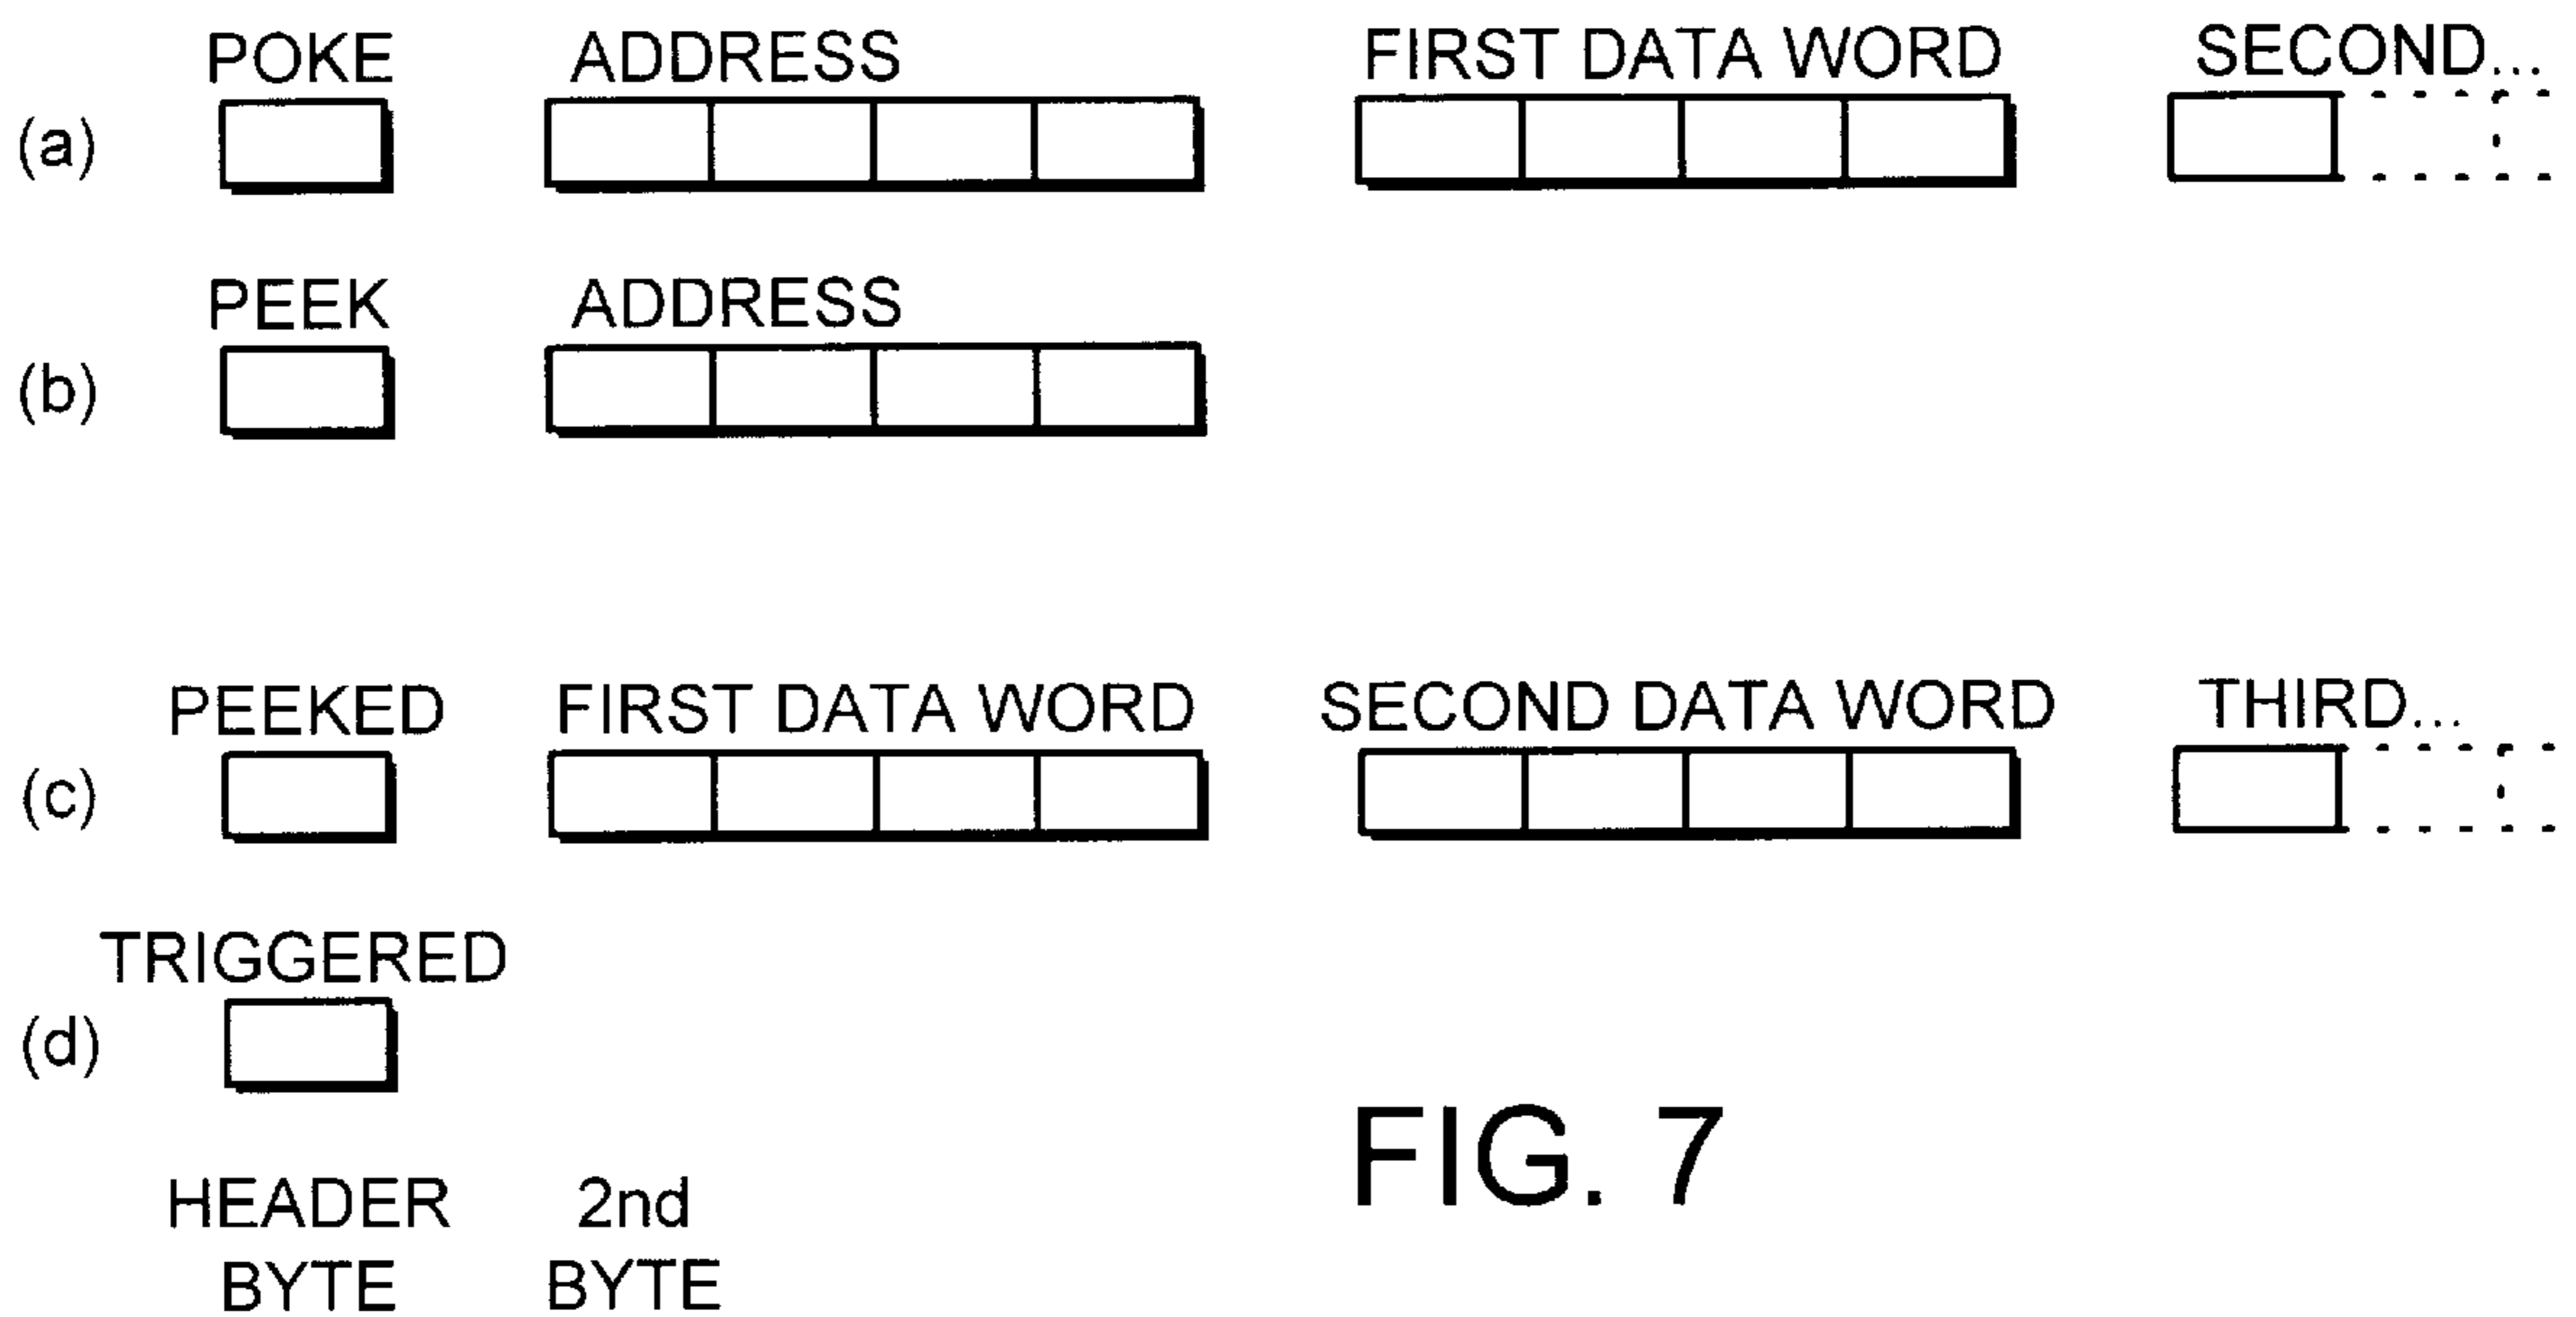 POKE ADDRESS FIRST DATA WORD SECOND...
(a)
PEEK ADDRESS
(b)
PEEKED FIRST DATA WORD SECOND DATA WORD THIRD...
(c)
TRIGGERED
(d)
HEADER BYTE
2nd BYTE
FIG. 7